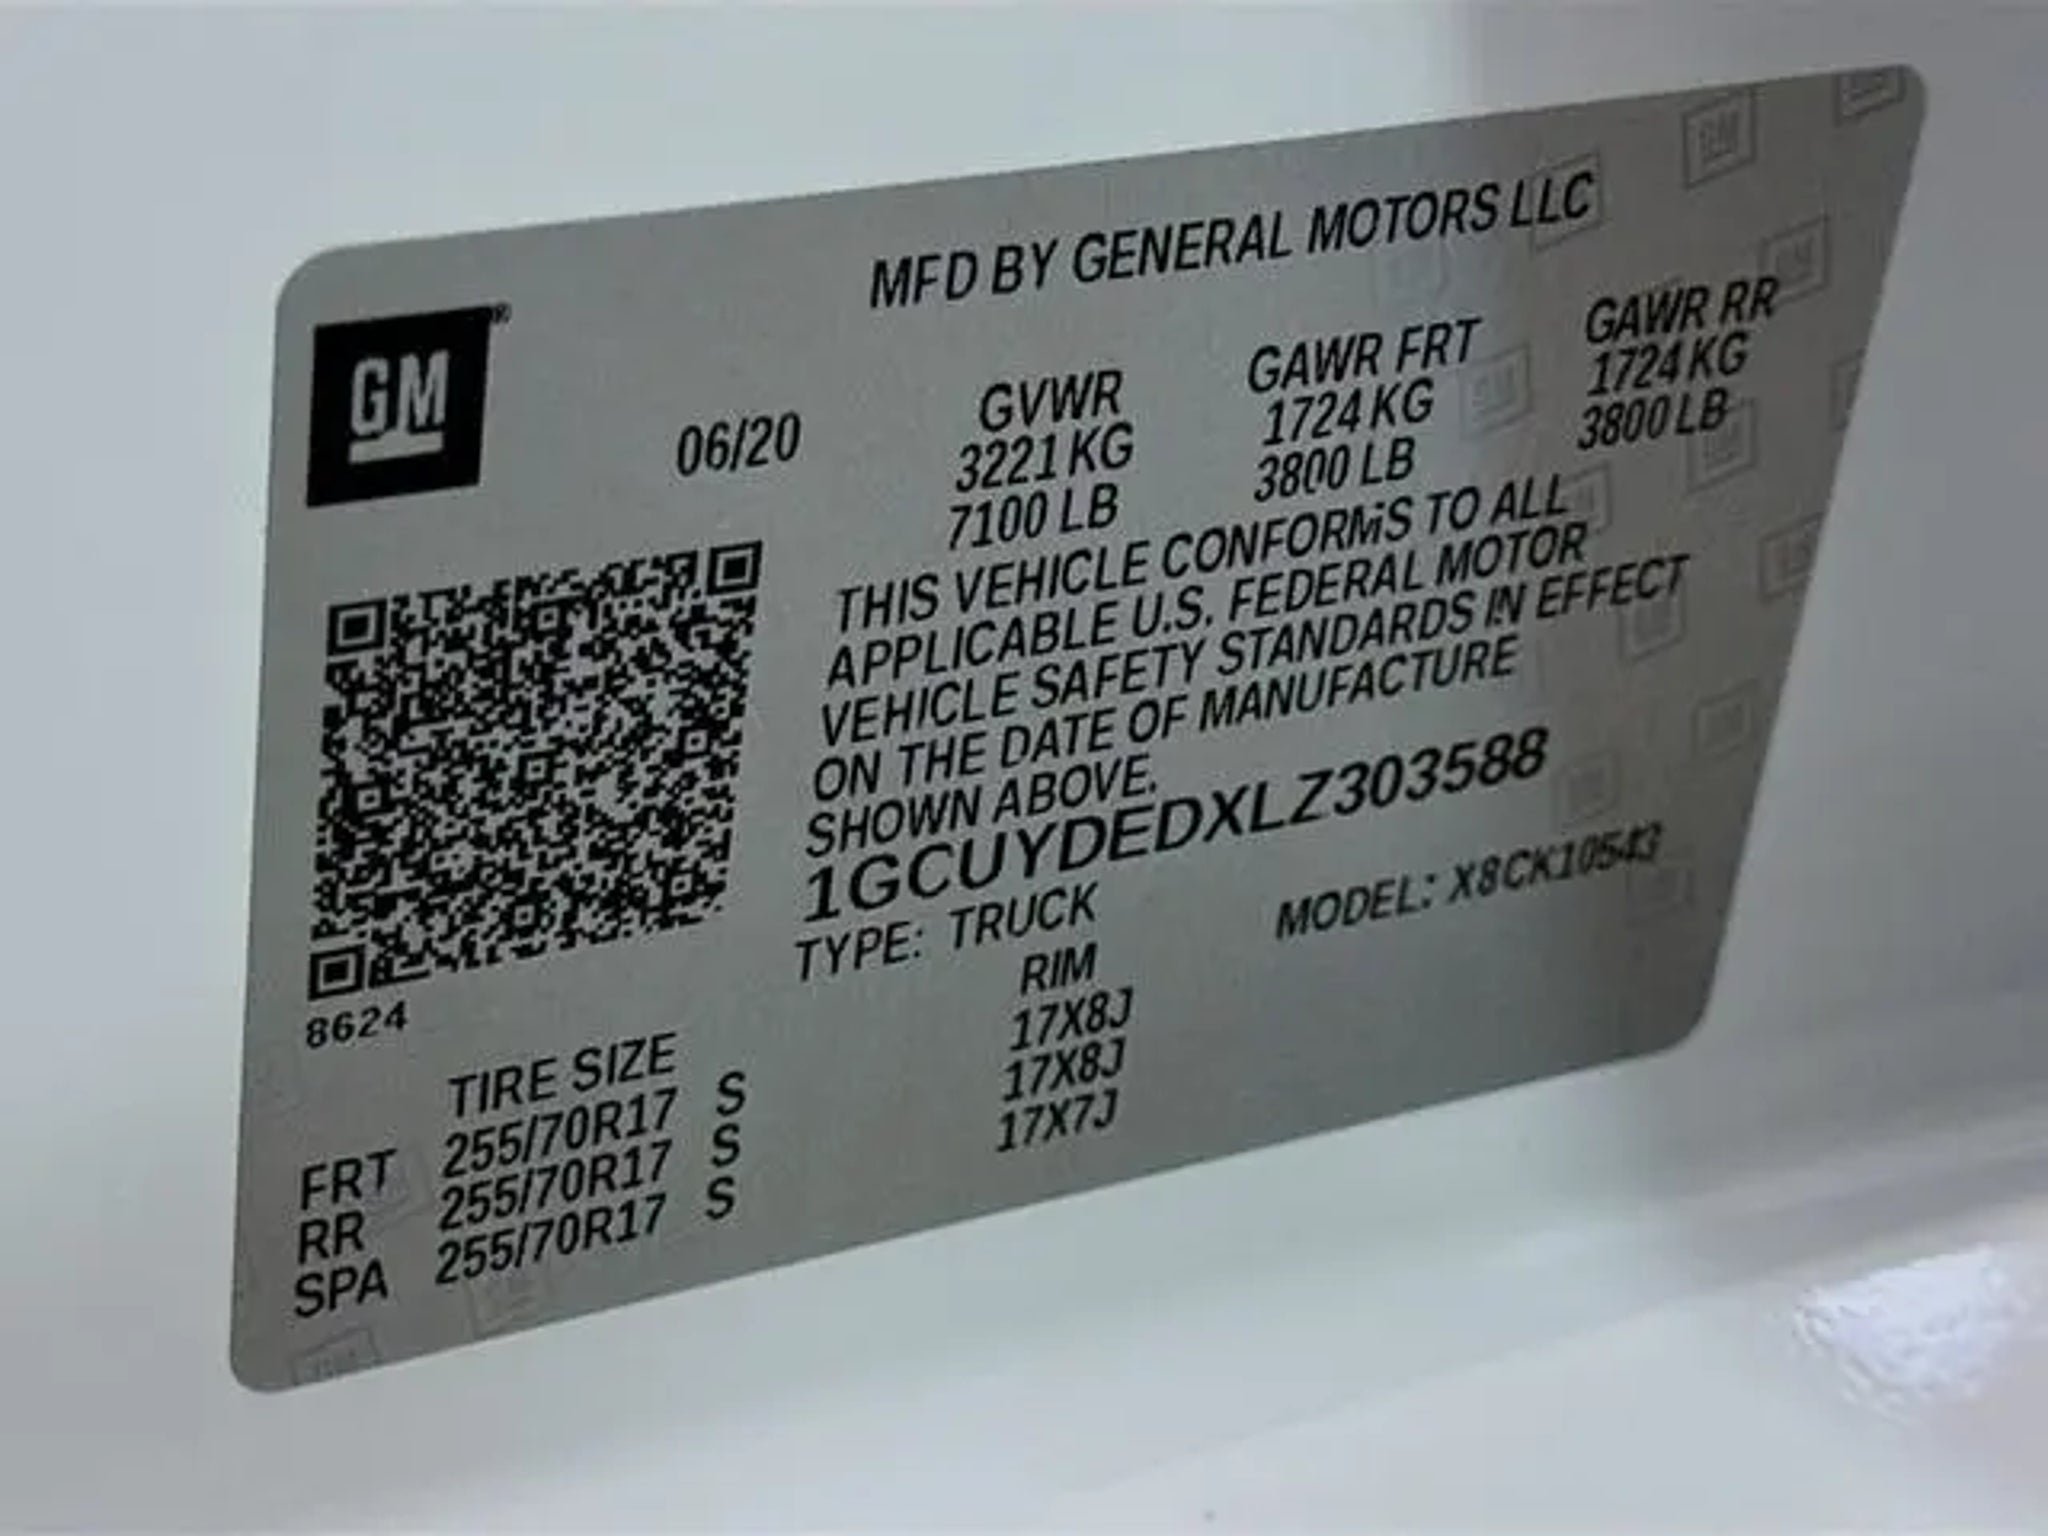 MFD BY GENERAL MOTORS LLC
GM®
06/20
GVWR GAWR FRT GAWR RR
3221 KG 1724 KG 1724 KG
7100 LB 3800 LB 3800 LB
THIS VEHICLE CONFORMS TO ALL
APPLICABLE U.S. FEDERAL MOTOR
VEHICLE SAFETY STANDARDS IN EFFECT
ON THE DATE OF MANUFACTURE
SHOWN ABOVE.
1GCUYDEDXLZ303588
TYPE: TRUCK MODEL: X8CK10543
8624
TIRE SIZE RIM
FRT 255/70R17 S 17X8J
RR 255/70R17 S 17X8J
SPA 255/70R17 S 17X7J